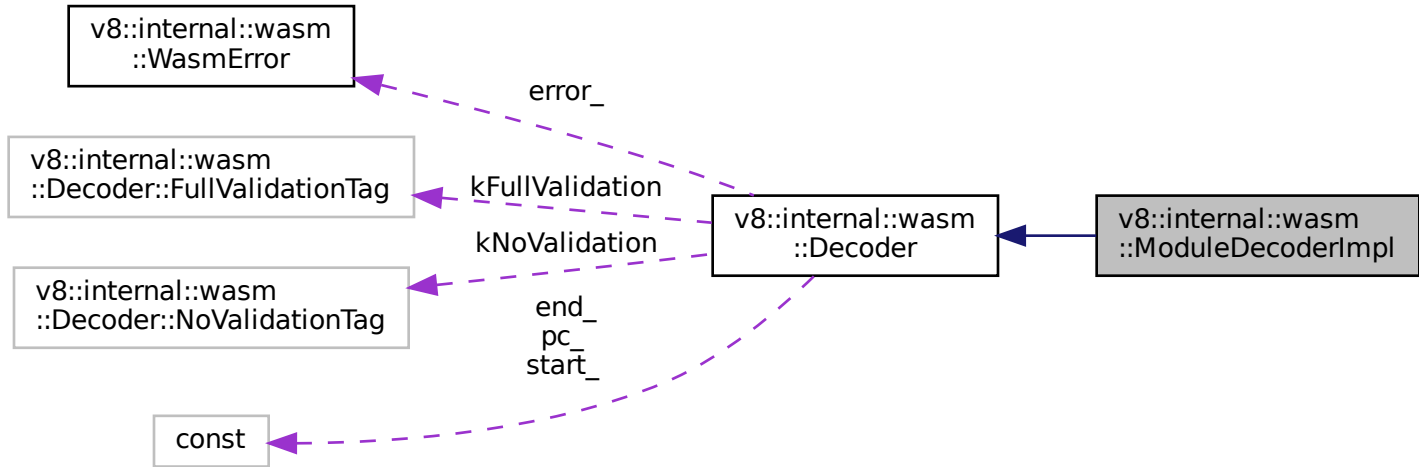 v8::internal::wasm
::WasmError
error_
v8::internal::wasm
::Decoder::FullValidationTag
kFullValidation
v8::internal::wasm
::Decoder
v8::internal::wasm
::ModuleDecoderImpl
kNoValidation
v8::internal::wasm
::Decoder::NoValidationTag
end_
pc_
start_
const